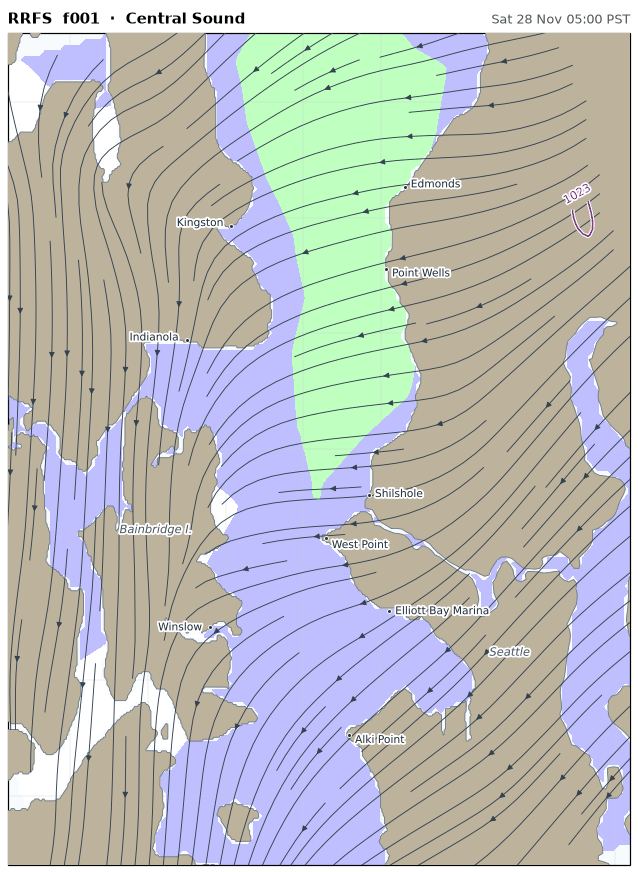 RRFS f001 · Central Sound
Sat 28 Nov 05:00 PST
Edmonds
1023
Kingston
Point Wells
Indianola
Shilshole
Bainbridge I.
West Point
Elliott Bay Marina
Winslow
Seattle
Alki Point